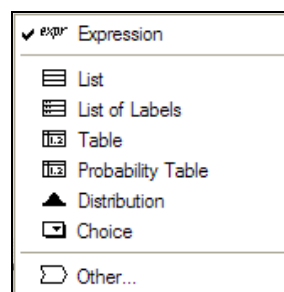 expr Expression
List
List of Labels
Table
Probability Table
Distribution
Choice
Other...